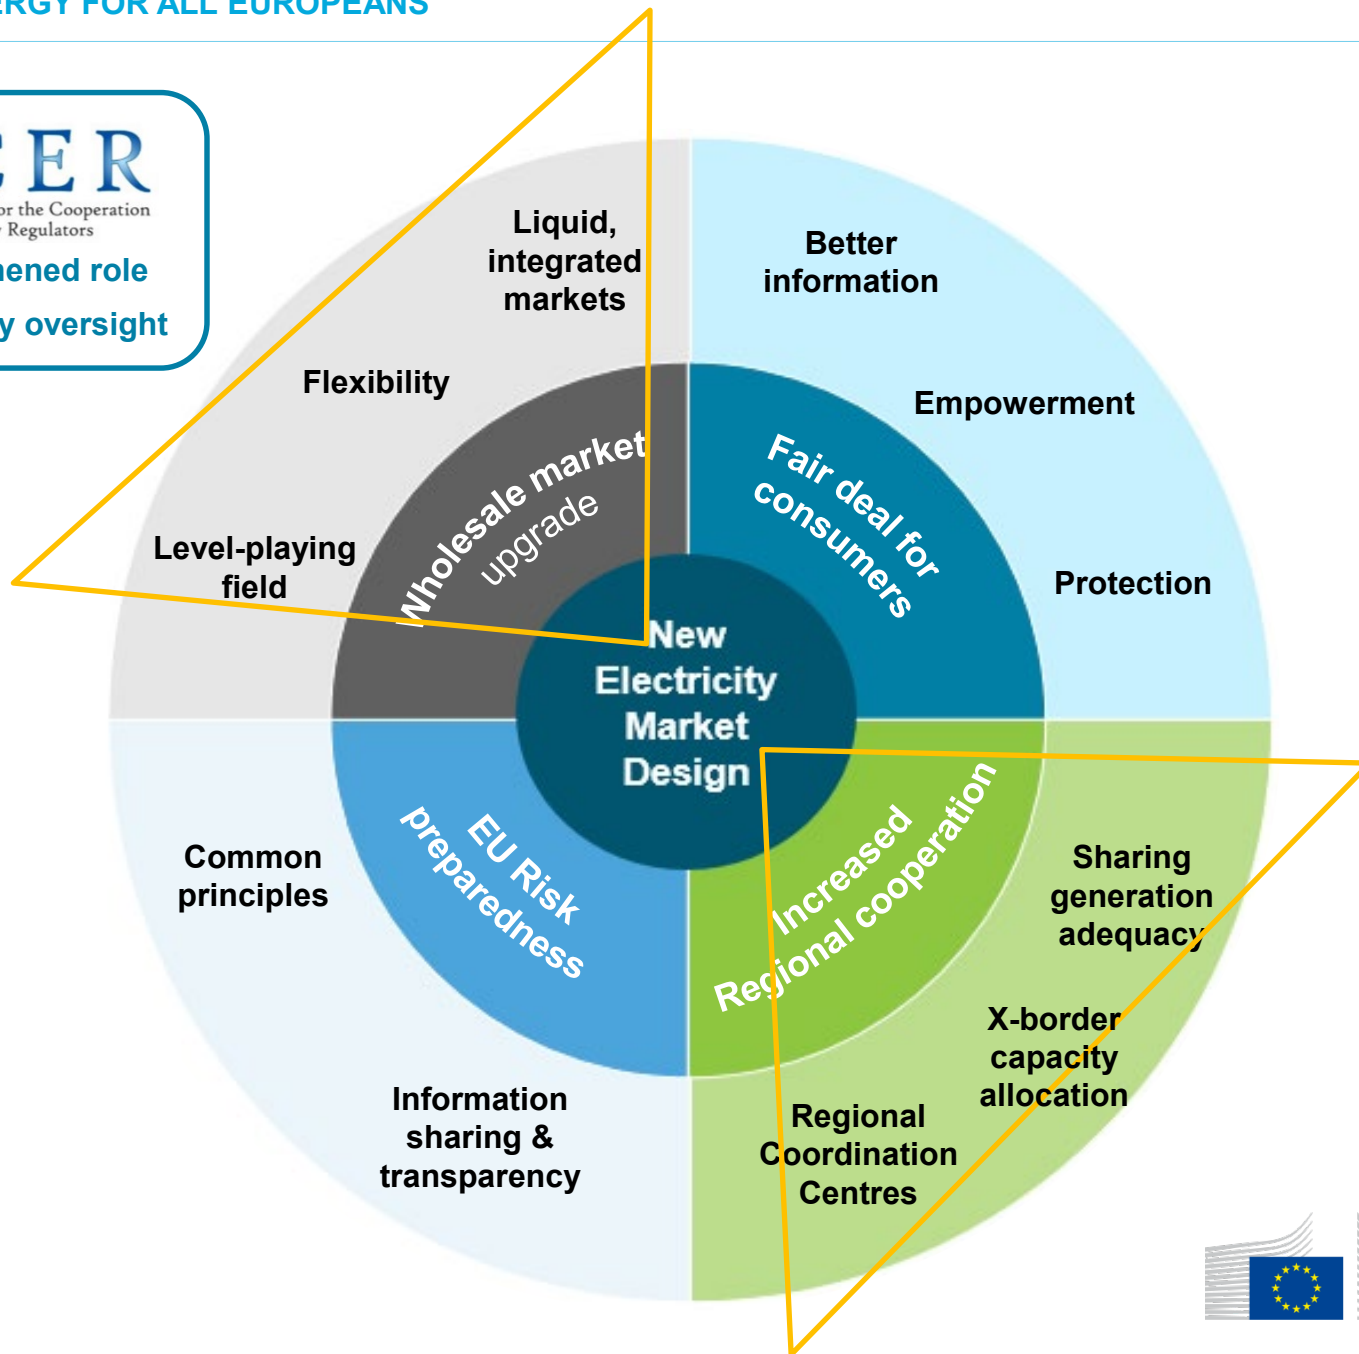 ERGY FOR ALL EUROPEANS
CER
or the Cooperation
Regulators
ened role
y oversight
Liquid,
integrated
markets
Flexibility
Level-playing
field
Wholesale market
upgrade
Better
information
Empowerment
Protection
Fair deal for
consumers
New
Electricity
Market
Design
Common
principles
Information
sharing &
transparency
EU Risk
preparedness
Increased
Regional cooperation
Sharing
generation
adequacy
X-border
capacity
allocation
Regional
Coordination
Centres